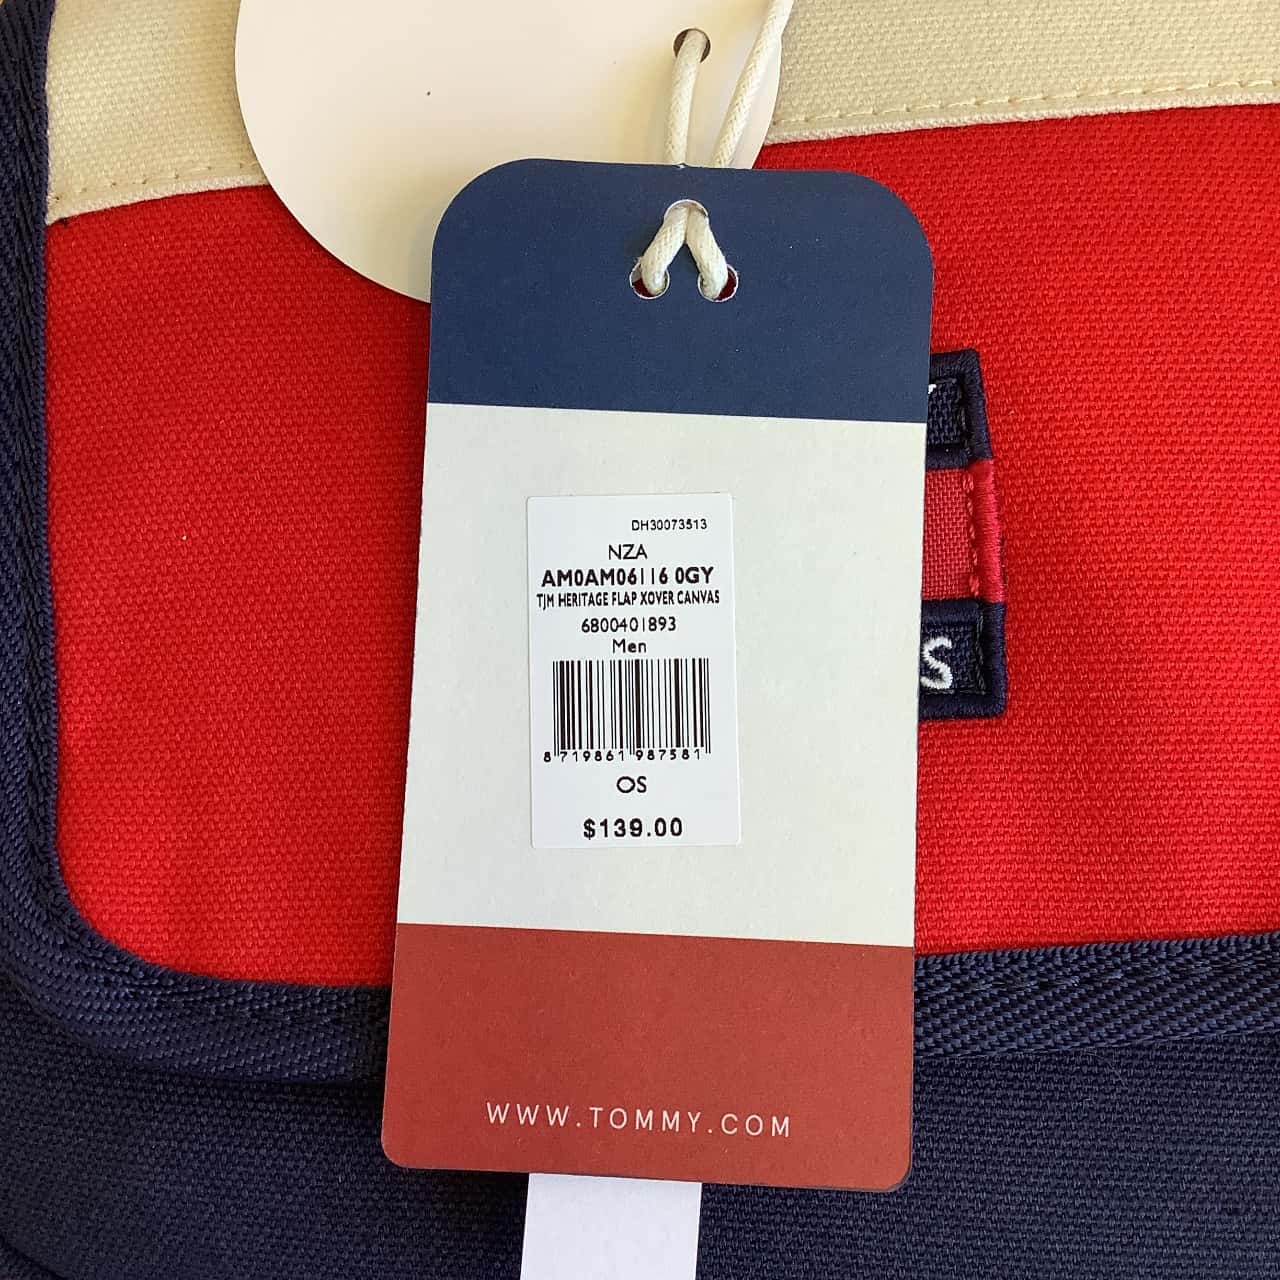 DH30073513
NZA
AM0AM06116 0GY
TJM HERITAGE FLAP XOVER CANVAS
6800401893
Men
8 719861 987581
OS
$139.00
WWW.TOMMY.COM
Y
S